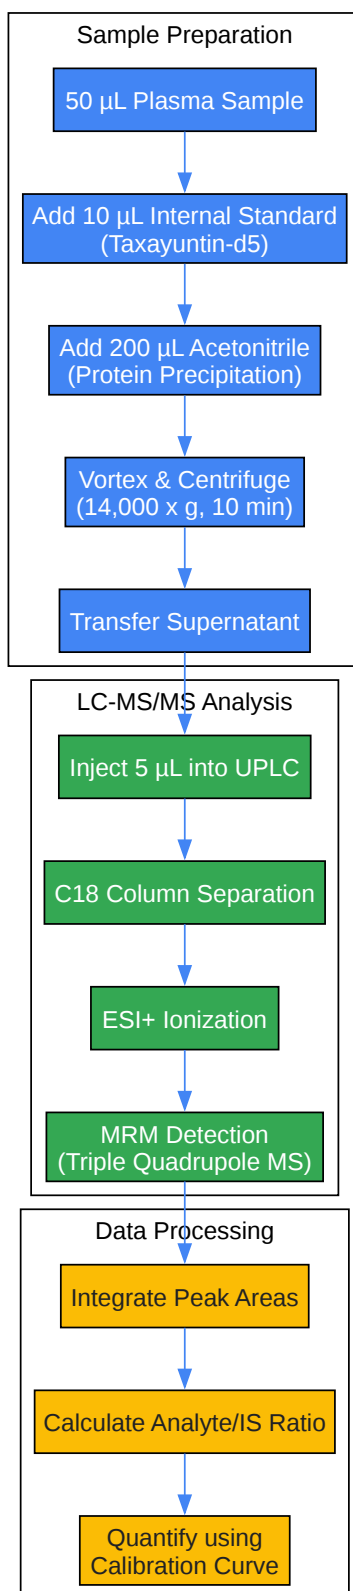 Sample Preparation
50 µL Plasma Sample
Add 10 µL Internal Standard
(Taxayuntin-d5)
Add 200 µL Acetonitrile
(Protein Precipitation)
Vortex & Centrifuge
(14,000 x g, 10 min)
Transfer Supernatant
LC-MS/MS Analysis
Inject 5 µL into UPLC
C18 Column Separation
ESI+ Ionization
MRM Detection
(Triple Quadrupole MS)
Data Processing
Integrate Peak Areas
Calculate Analyte/IS Ratio
Quantify using
Calibration Curve